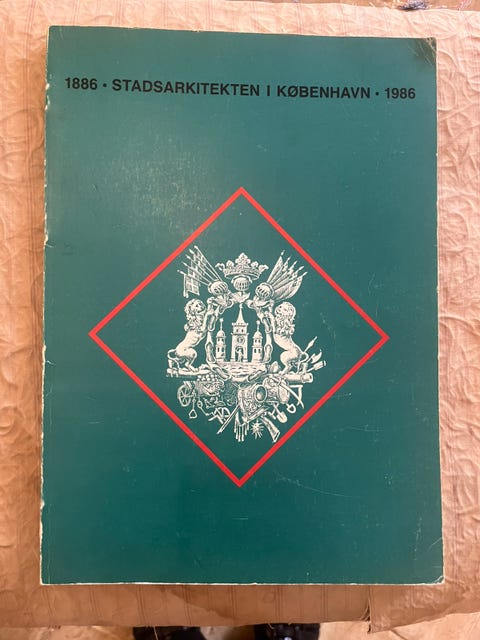 1886 • STADSARKITEKTEN I KØBENHAVN • 1986